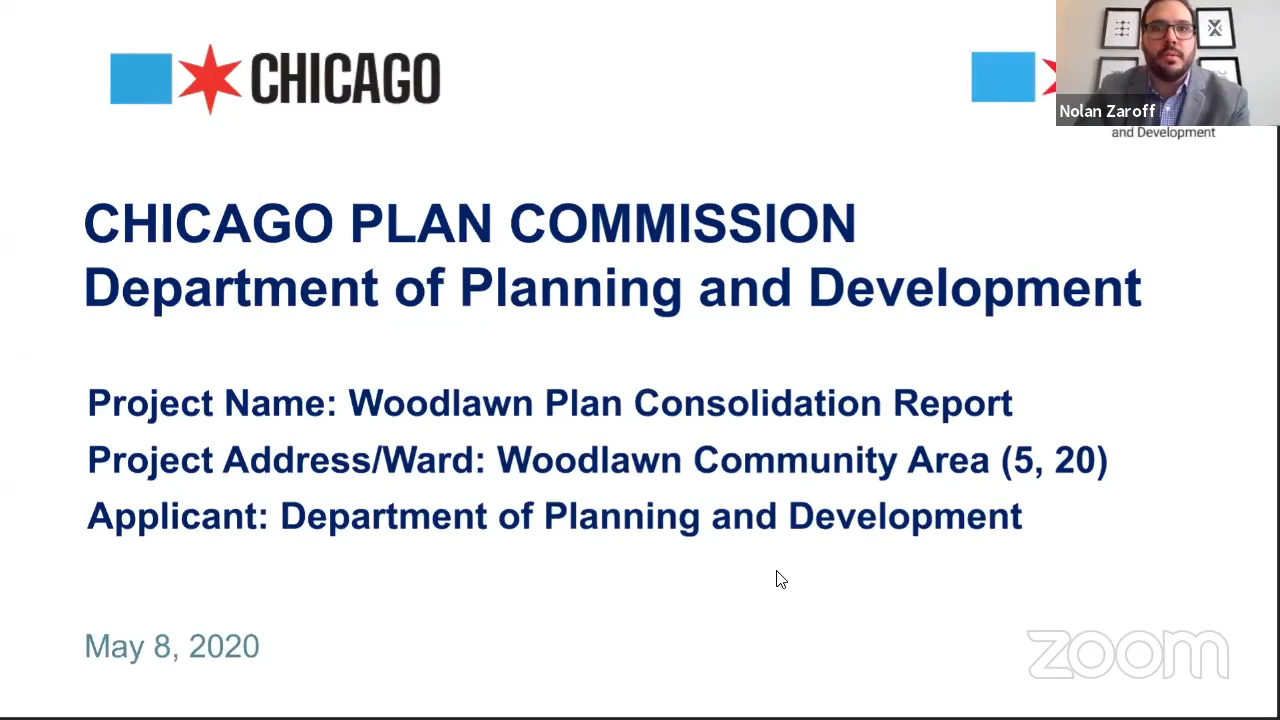 CHICAGO
Nolan Zaroff
and Development
CHICAGO PLAN COMMISSION
Department of Planning and Development
Project Name: Woodlawn Plan Consolidation Report
Project Address/Ward: Woodlawn Community Area (5, 20)
Applicant: Department of Planning and Development
May 8, 2020
zoom